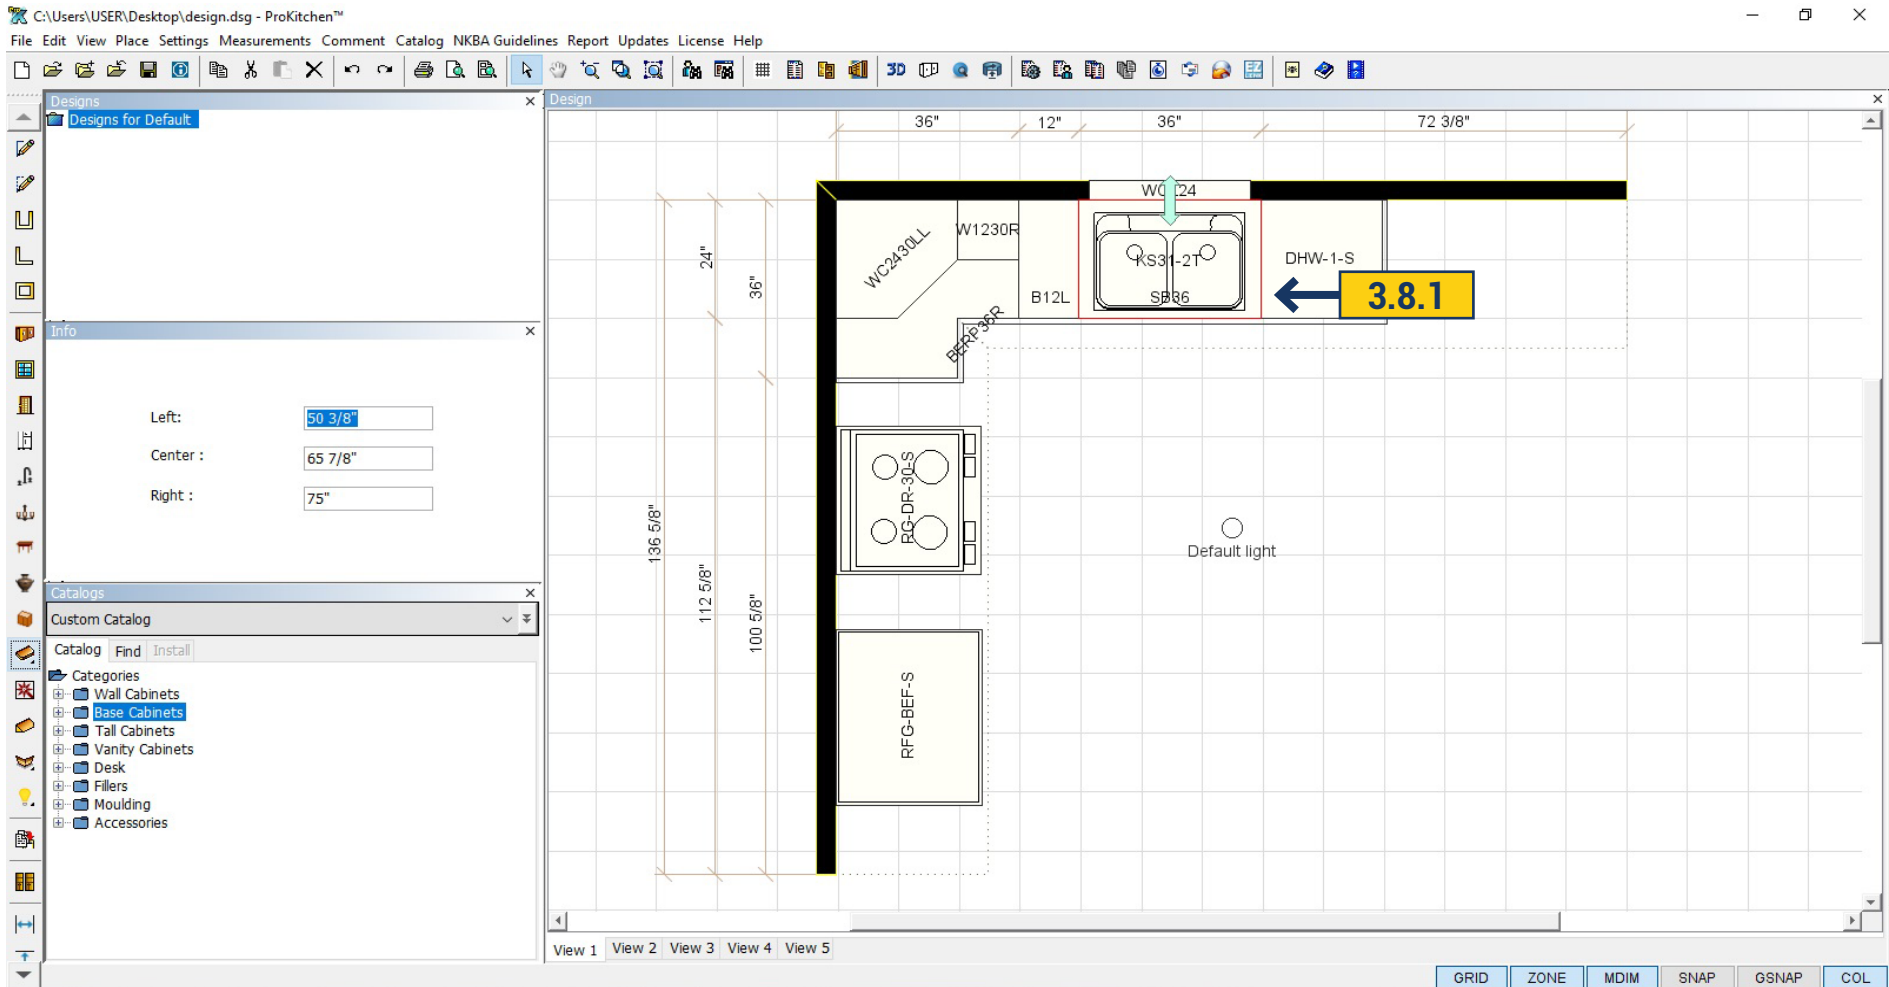 C:\Users\USER\Desktop\design.dsg - ProKitchen™
File Edit View Place Settings Measurements Comment Catalog NKBA Guidelines Report Updates License Help
3D
EZ
Designs
Designs for Default
Info
Left:
50 3/8"
Center :
65 7/8"
Right :
75"
Catalogs
Custom Catalog
Catalog Find Install
Categories
Wall Cabinets
Base Cabinets
Tall Cabinets
Vanity Cabinets
Desk
Fillers
Moulding
Accessories
Design
36" 12" 36" 72 3/8"
24"
36"
136 5/8"
112 5/8"
100 5/8"
WC2430LL
W1230R
B12L
KS31-2T
SB36
DHW-1-S
3.8.1
BERP36R
RG-DR-30-S
Default light
RFG-BEF-S
View 1 View 2 View 3 View 4 View 5
GRID ZONE MDIM SNAP GSNAP COL